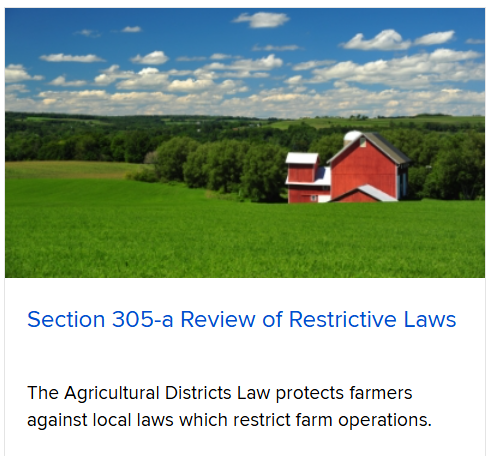 Section 305-a Review of Restrictive Laws
The Agricultural Districts Law protects farmers
against local laws which restrict farm operations.